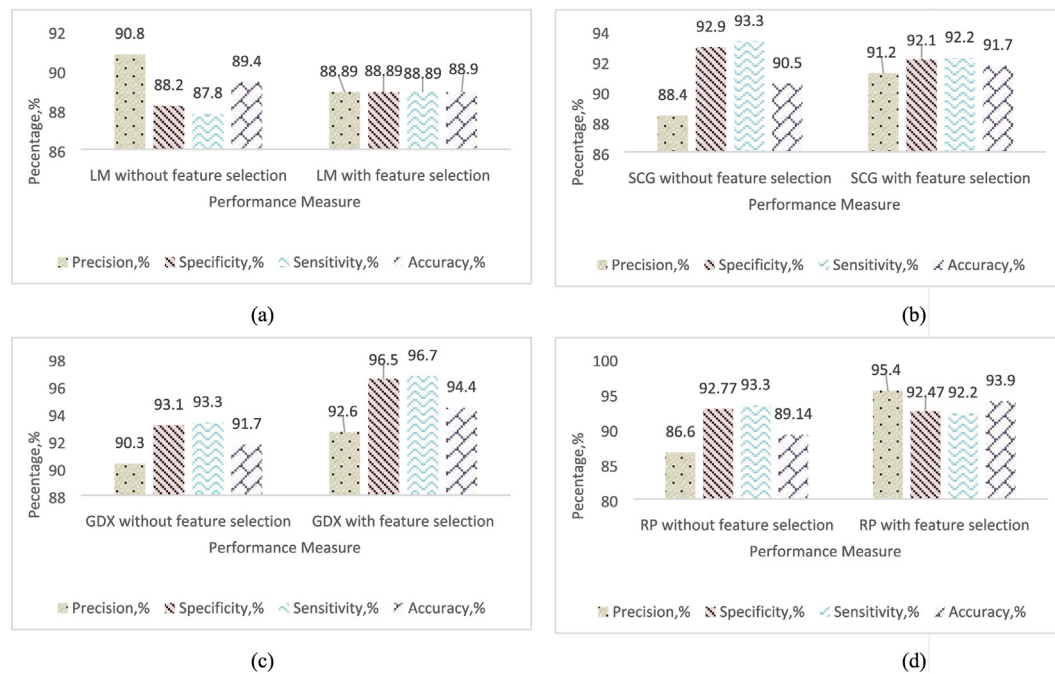 92
90
88
86
Pecentage,%
90.8
88.2
87.8
89.4
88.89 88.89 88.89 88.9
LM without feature selection LM with feature selection
Performance Measure
Precision,% Specificity,% Sensitivity,% Accuracy,%
(a)
94
92
90
88
86
Pecentage,%
88.4
92.9
93.3
90.5
91.2
92.1
92.2
91.7
SCG without feature selection SCG with feature selection
Performance Measure
Precision,% Specificity,% Sensitivity,% Accuracy,%
(b)
98
96
94
92
90
88
Pecentage,%
90.3
93.1
93.3
91.7
92.6
96.5
96.7
94.4
GDX without feature selection GDX with feature selection
Performance Measure
Precision,% Specificity,% Sensitivity,% Accuracy,%
(c)
100
95
90
85
80
Pecentage,%
86.6
92.77
93.3
89.14
95.4
92.47
92.2
93.9
RP without feature selection RP with feature selection
Performance Measure
Precision,% Specificity,% Sensitivity,% Accuracy,%
(d)